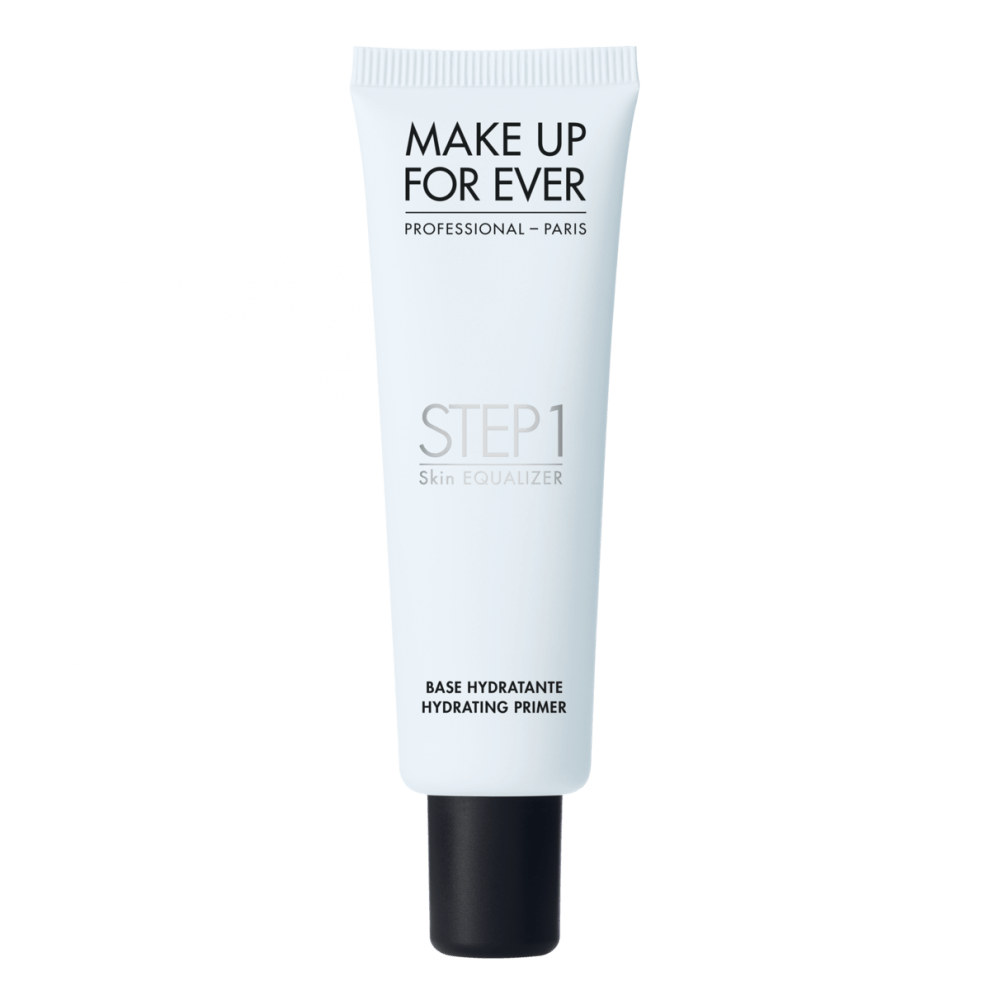 MAKE UP
FOR EVER
PROFESSIONAL – PARIS
STEP 1
Skin EQUALIZER
BASE HYDRATANTE
HYDRATING PRIMER